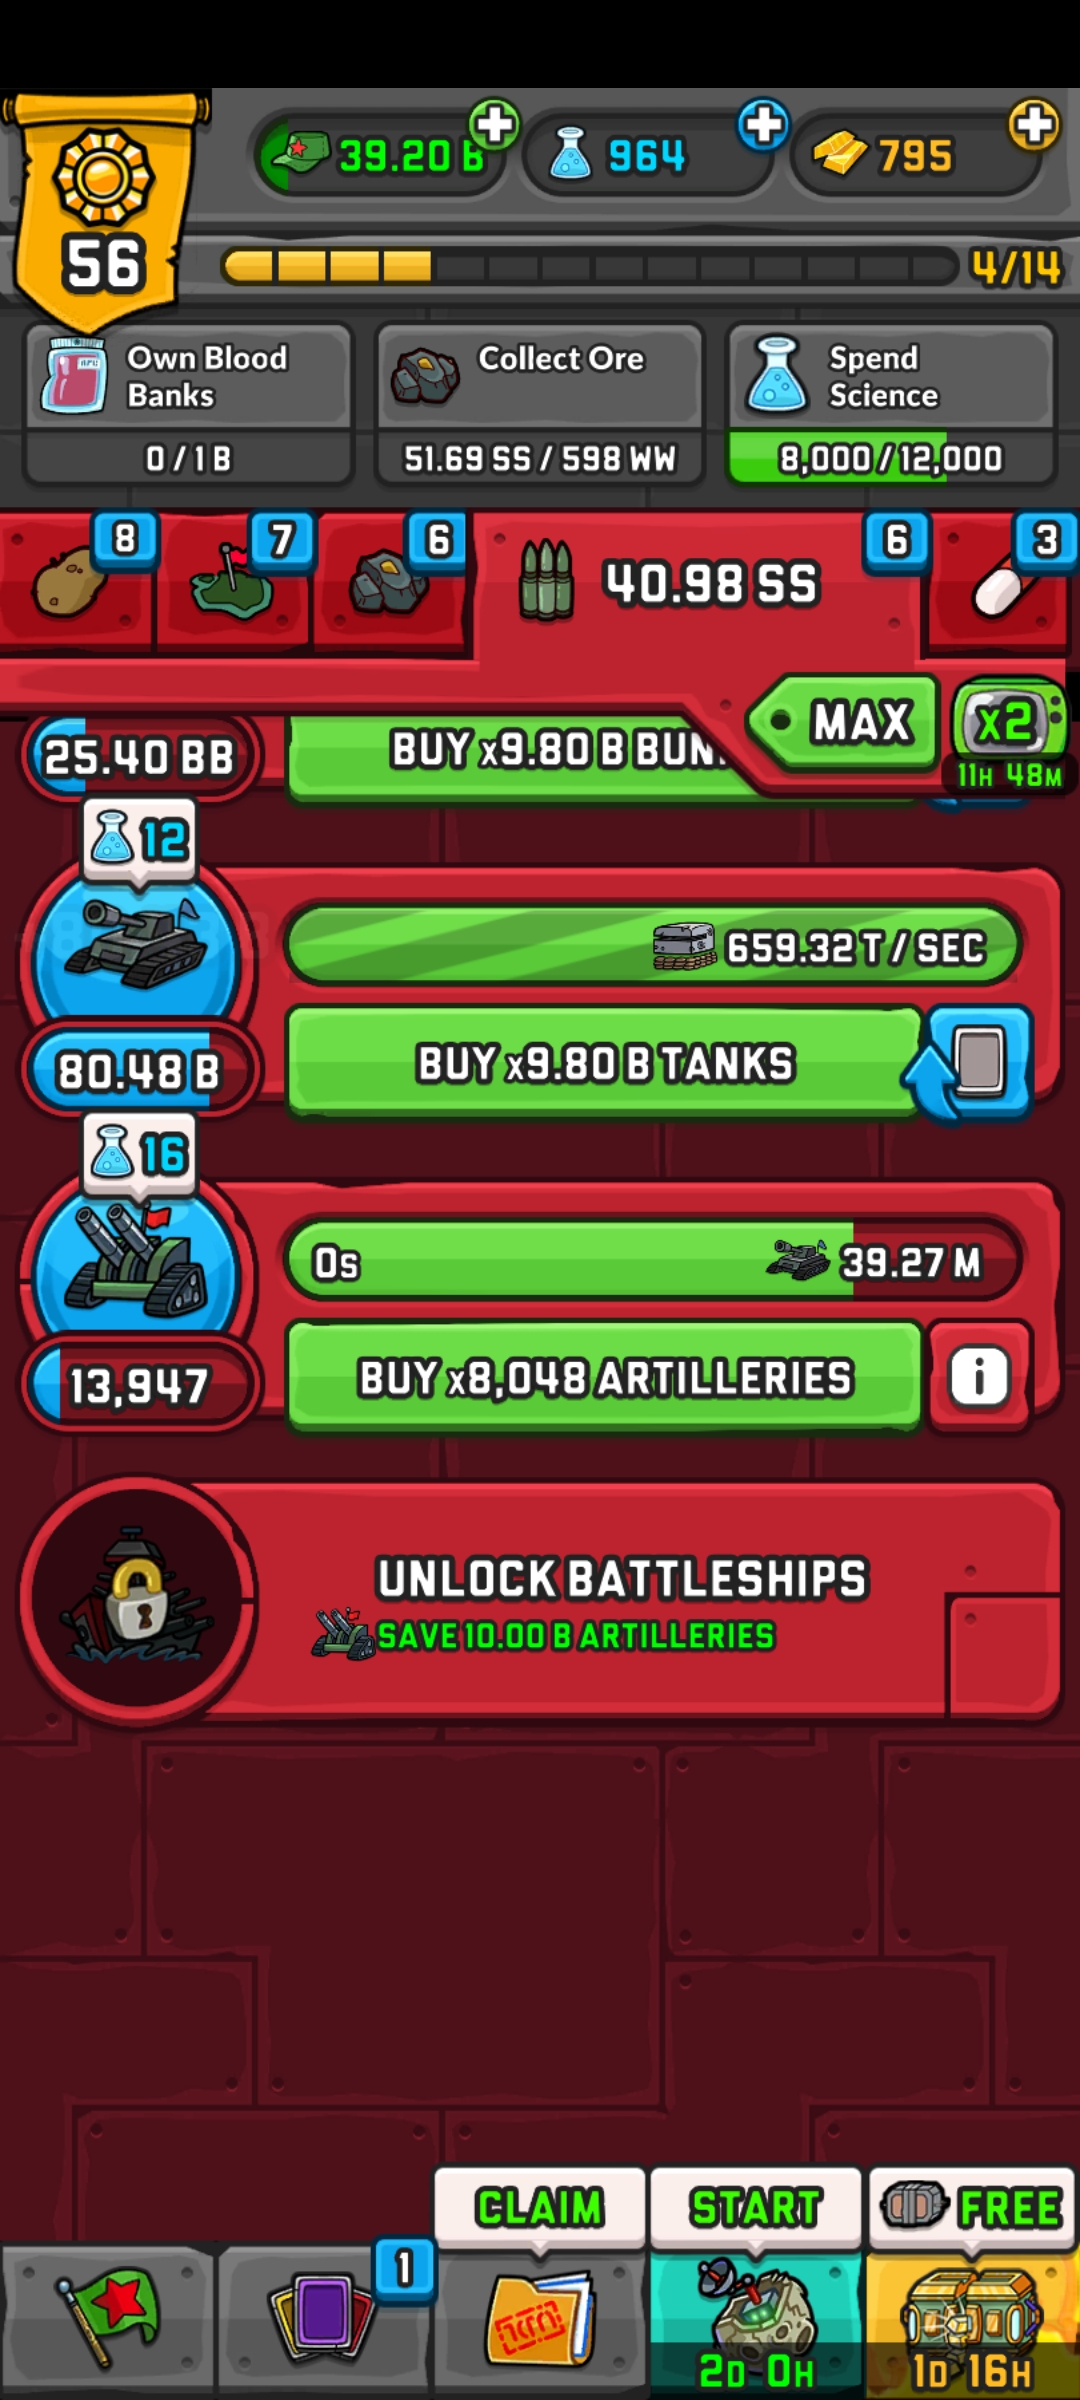 39.20 B
964
795
56
4/14
Own Blood Banks
0 / 1 B
Collect Ore
51.69 SS / 598 WW
Spend Science
8,000 / 12,000
8
7
6
40.98 SS
6
3
MAX
x2
11H 48M
25.40 BB
BUY x9.80 B BUN
12
659.32 T / SEC
80.48 B
BUY x9.80 B TANKS
16
0s
39.27 M
13,947
BUY x8,048 ARTILLERIES
i
UNLOCK BATTLESHIPS
SAVE 10.00 B ARTILLERIES
CLAIM
START
FREE
1
2D 0H
1D 16H